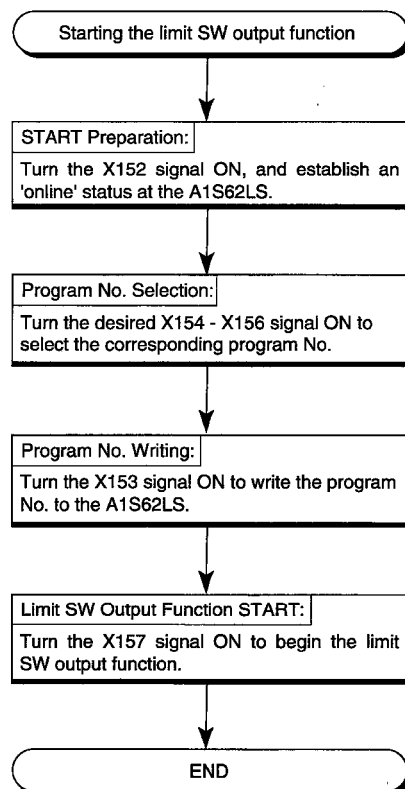 Starting the limit SW output function
START Preparation:
Turn the X152 signal ON, and establish an
'online' status at the A1S62LS.
Program No. Selection:
Turn the desired X154 - X156 signal ON to
select the corresponding program No.
Program No. Writing:
Turn the X153 signal ON to write the program
No. to the A1S62LS.
Limit SW Output Function START:
Turn the X157 signal ON to begin the limit
SW output function.
END